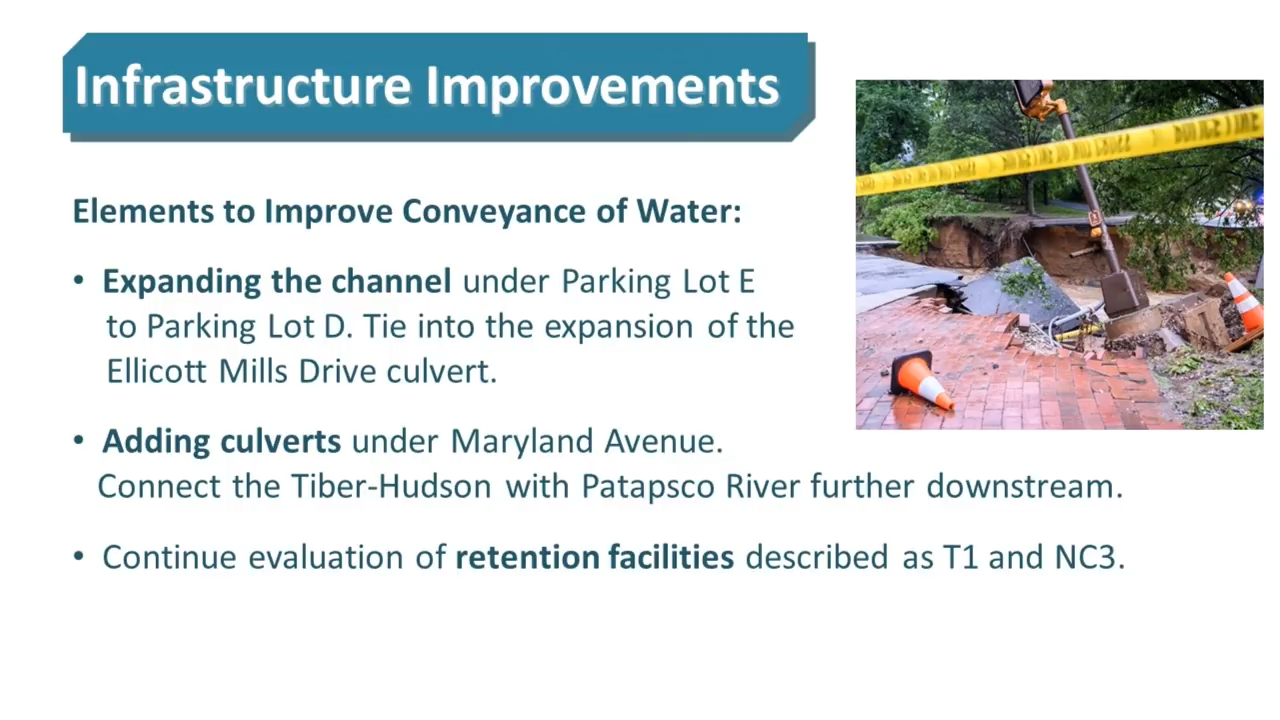 Infrastructure Improvements
Elements to Improve Conveyance of Water:
• Expanding the channel under Parking Lot E
to Parking Lot D. Tie into the expansion of the
Ellicott Mills Drive culvert.
• Adding culverts under Maryland Avenue.
Connect the Tiber-Hudson with Patapsco River further downstream.
• Continue evaluation of retention facilities described as T1 and NC3.